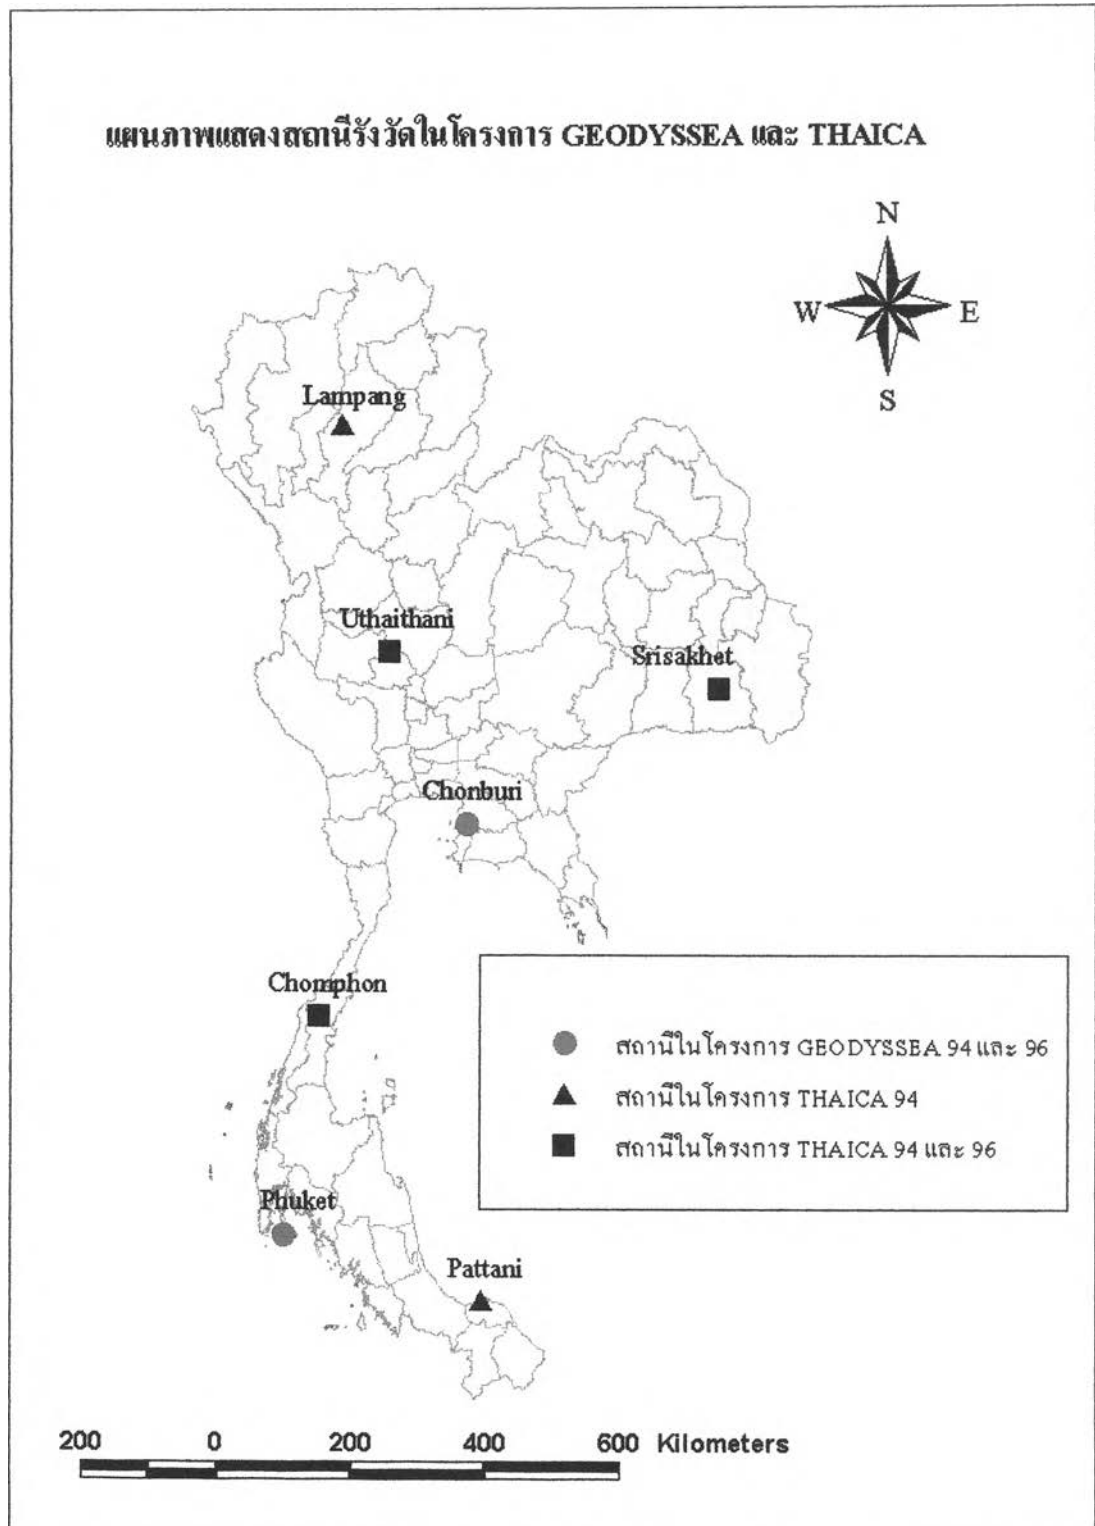 แผนภาพแสดงสถานีรังวัดในโครงการ GEODYSSEA และ THAICA
N
W E
S
Lampang
Uthaithani
Srisakhet
Chonburi
Chomphon
สถานีในโครงการ GEODYSSEA 94 และ 96
สถานีในโครงการ THAICA 94
สถานีในโครงการ THAICA 94 และ 96
Phuket
Pattani
200 0 200 400 600 Kilometers